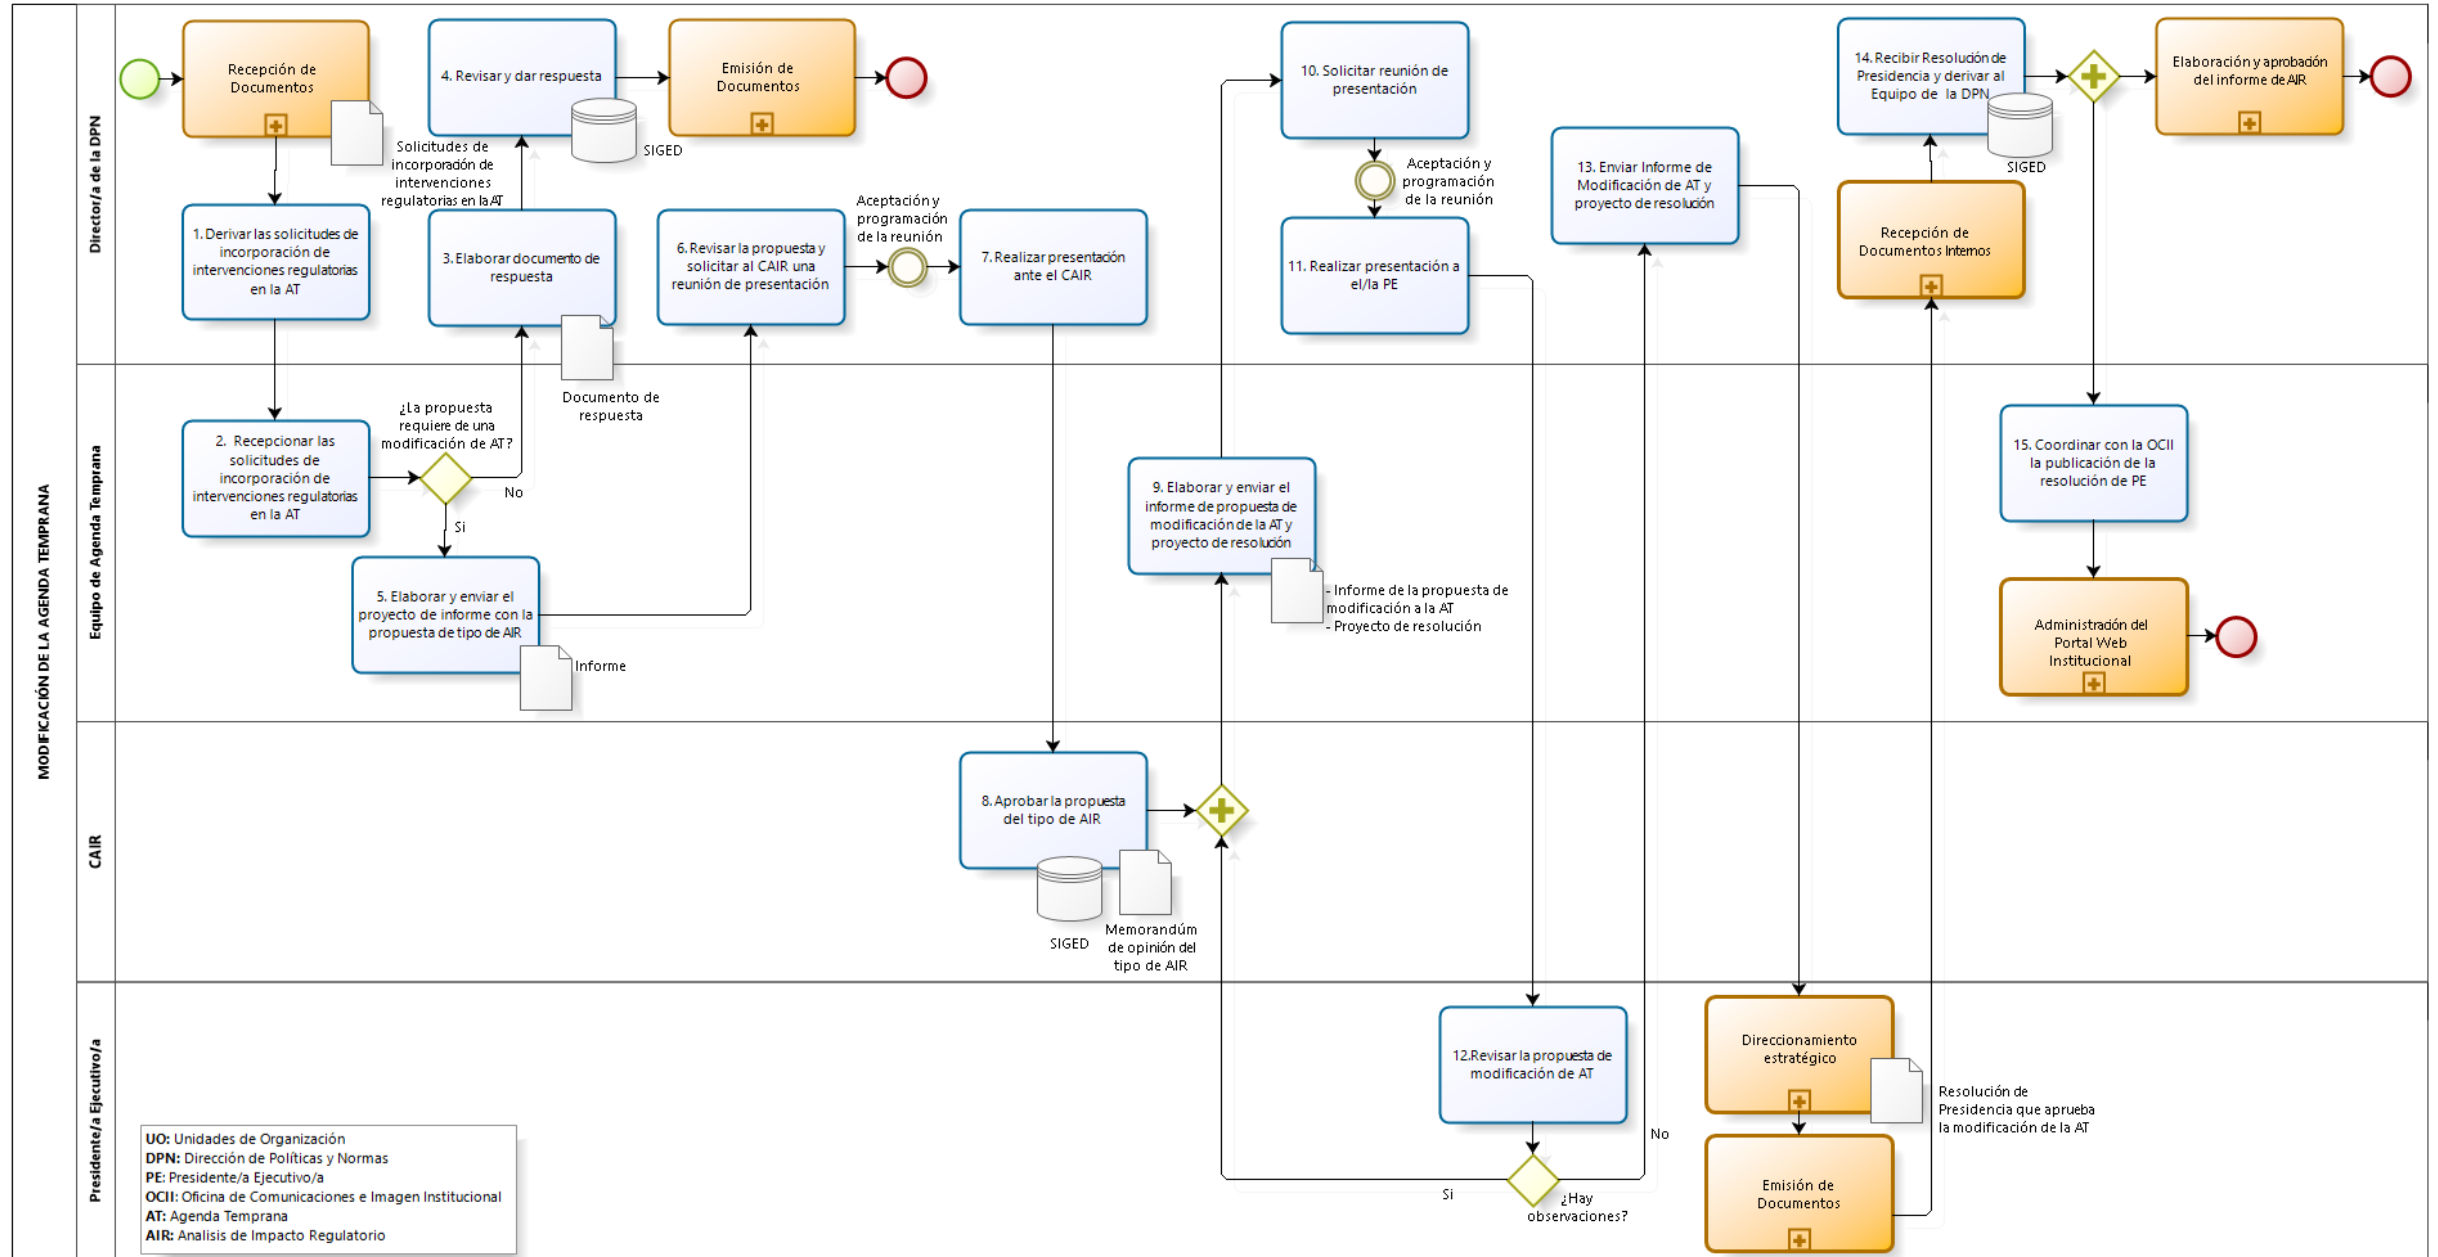 MODIFICACIÓN DE LA AGENDA TEMPRANA
Director/a de la DPN
Recepción de
Documentos
Solicitudes de
incorporación de
intervenciones
regulatorias en la AT
1. Derivar las solicitudes de
incorporación de
intervenciones regulatorias
en la AT
4. Revisar y dar respuesta
SIGED
Emisión de
Documentos
3. Elaborar documento de
respuesta
Documento de
respuesta
6. Revisar la propuesta y
solicitar al CAIR una
reunión de presentación
Aceptación y
programación
de la reunión
7. Realizar presentación
ante el CAIR
10. Solicitar reunión de
presentación
Aceptación y
programación
de la reunión
11. Realizar presentación a
el/la PE
13. Enviar Informe de
Modificación de AT y
proyecto de resolución
14. Recibir Resolución de
Presidencia y derivar al
Equipo de la DPN
SIGED
Recepción de
Documentos Internos
Elaboración y aprobación
del informe de AIR
Equipo de Agenda Temprana
2. Recepcionar las
solicitudes de
incorporación de
intervenciones regulatorias
en la AT
¿La propuesta
requiere de una
modificación de AT?
No
Si
5. Elaborar y enviar el
proyecto de informe con la
propuesta de tipo de AIR
Informe
9. Elaborar y enviar el
informe de propuesta de
modificación de la AT y
proyecto de resolución
- Informe de la propuesta de
modificación a la AT
- Proyecto de resolución
15. Coordinar con la OCII
la publicación de la
resolución de PE
Administración del
Portal Web
Institucional
CAIR
8. Aprobar la propuesta
del tipo de AIR
SIGED
Memorandúm
de opinión del
tipo de AIR
Presidente/a Ejecutivo/a
12.Revisar la propuesta de
modificación de AT
Si
¿Hay
observaciones?
No
Direccionamiento
estratégico
Resolución de
Presidencia que aprueba
la modificación de la AT
Emisión de
Documentos
UO: Unidades de Organización
DPN: Dirección de Políticas y Normas
PE: Presidente/a Ejecutivo/a
OCII: Oficina de Comunicaciones e Imagen Institucional
AT: Agenda Temprana
AIR: Analisis de Impacto Regulatorio